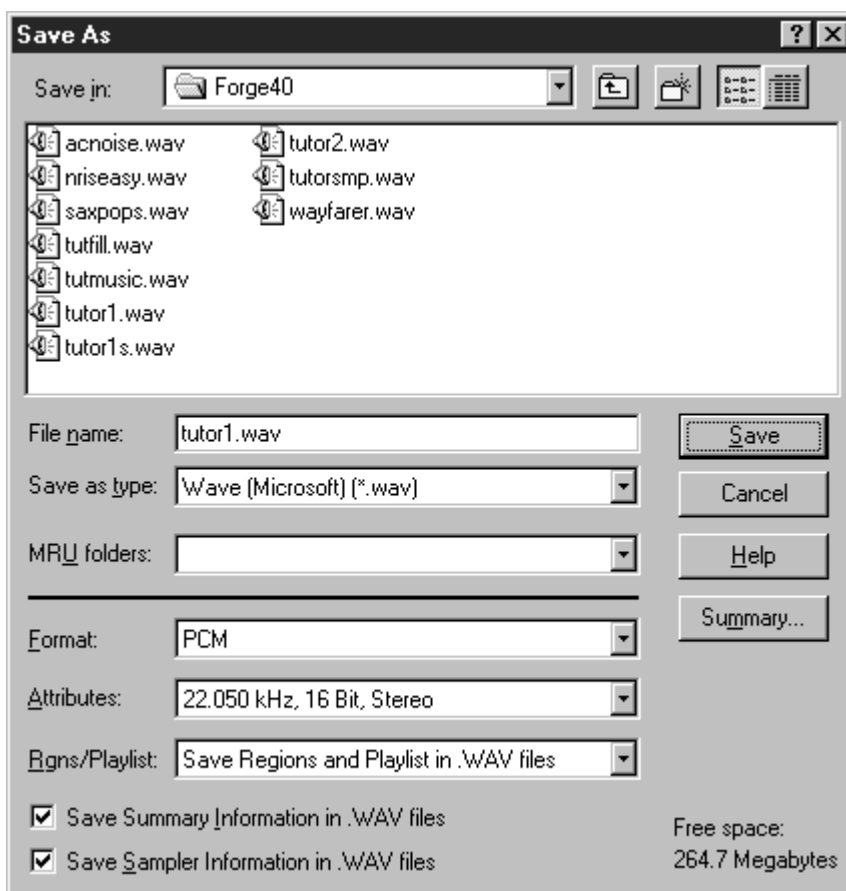 Save As
Save in: Forge40
acnoise.wav tutor2.wav
nriseasy.wav tutorsmp.wav
saxpops.wav wayfarer.wav
tutfill.wav
tutmusic.wav
tutor1.wav
tutor1s.wav
File name: tutor1.wav Save
Save as type: Wave (Microsoft) (*.wav) Cancel
MRU folders: Help
Summary...
Format: PCM
Attributes: 22.050 kHz, 16 Bit, Stereo
Rgns/Playlist: Save Regions and Playlist in .WAV files
Save Summary Information in .WAV files
Save Sampler Information in .WAV files
Free space:
264.7 Megabytes